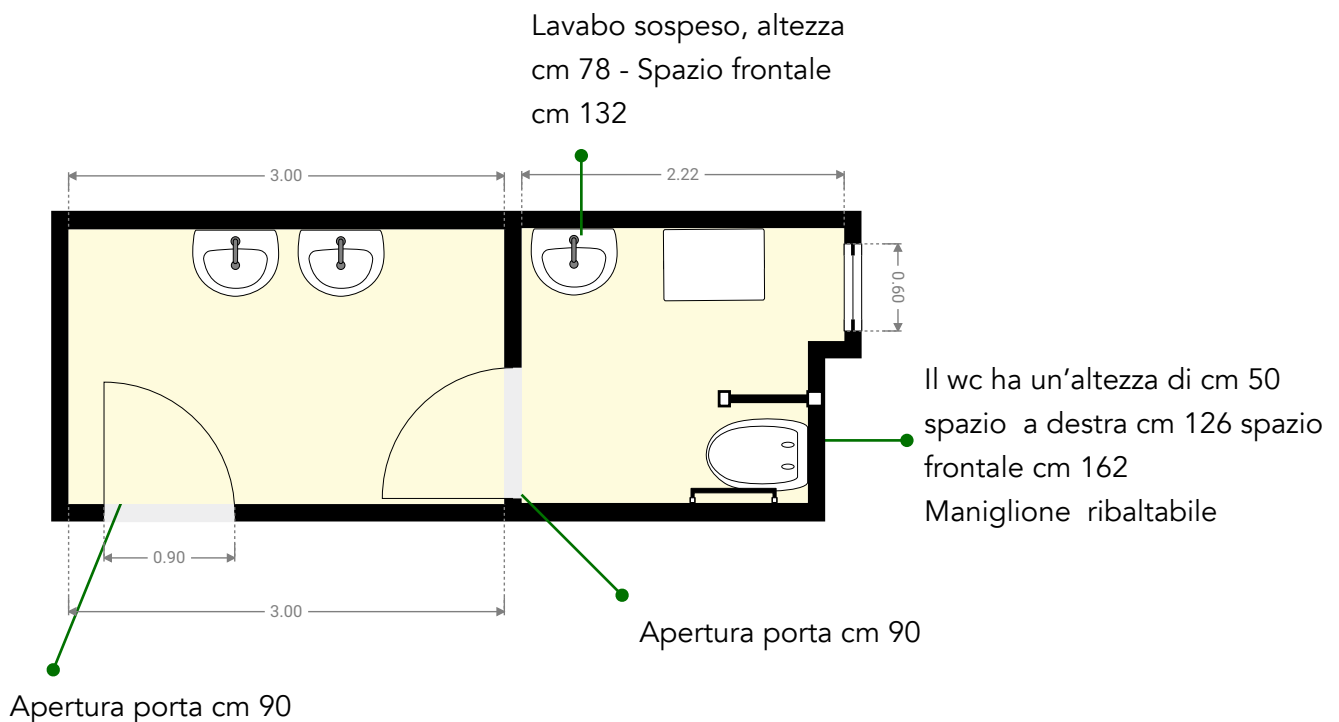 Lavabo sospeso, altezza
cm 78 - Spazio frontale
cm 132
3.00
2.22
0.60
Il wc ha un'altezza di cm 50
spazio  a destra cm 126 spazio
frontale cm 162
Maniglione  ribaltabile
0.90
3.00
Apertura porta cm 90
Apertura porta cm 90